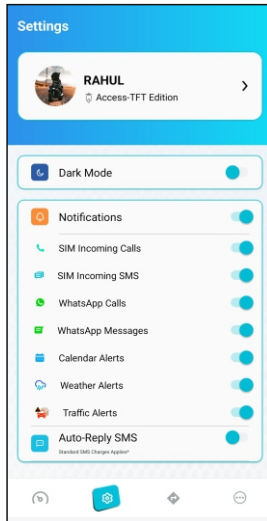 Settings
RAHUL
Access-TFT Edition
Dark Mode
Notifications
SIM Incoming Calls
SIM Incoming SMS
WhatsApp Calls
WhatsApp Messages
Calendar Alerts
Weather Alerts
Traffic Alerts
Auto-Reply SMS
Standard SMS Charges Applies*